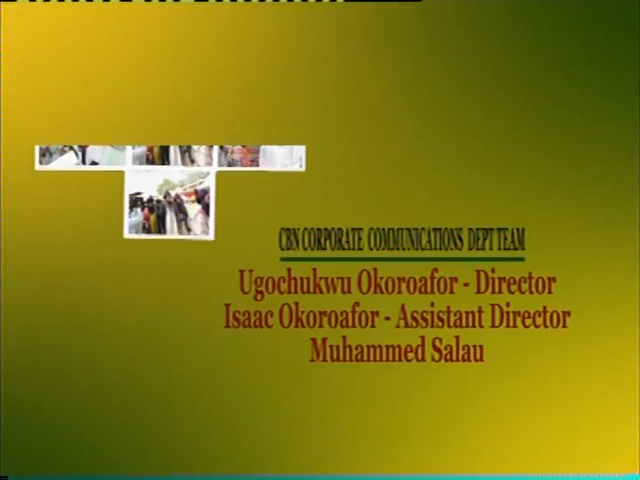 CBN CORPORATE COMMUNICATIONS DEPT TEAM
Ugochukwu Okoroafor - Director
Isaac Okoroafor - Assistant Director
Muhammed Salau